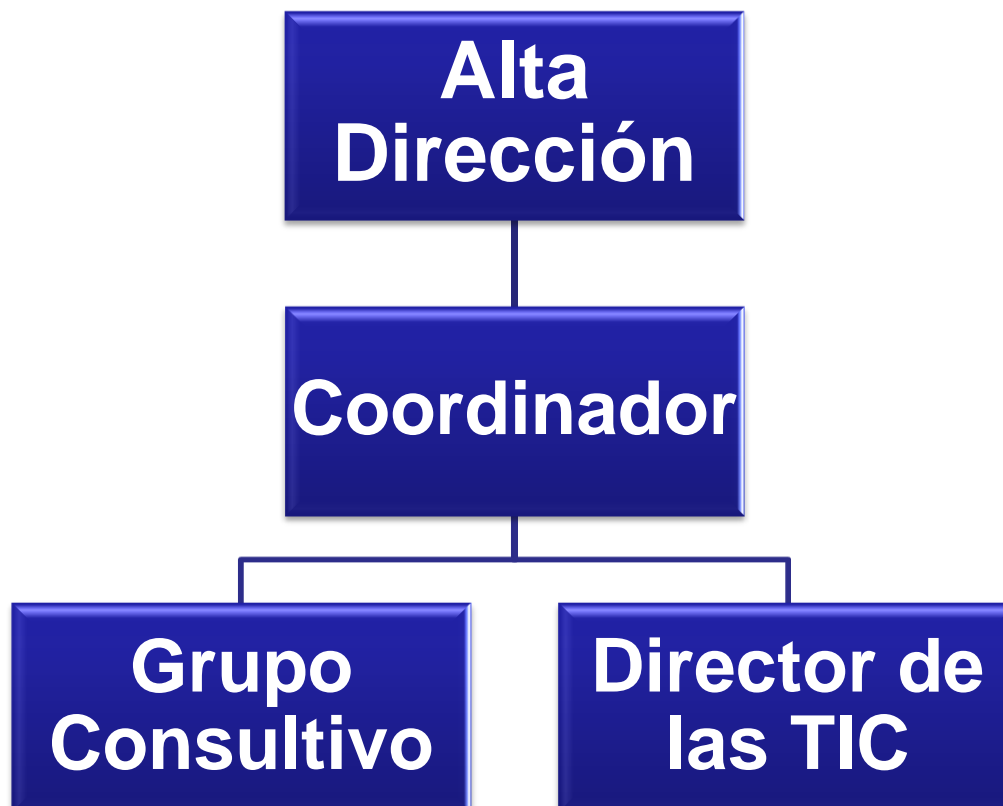 Alta
Dirección
Coordinador
Grupo
Consultivo
Director de
las TIC